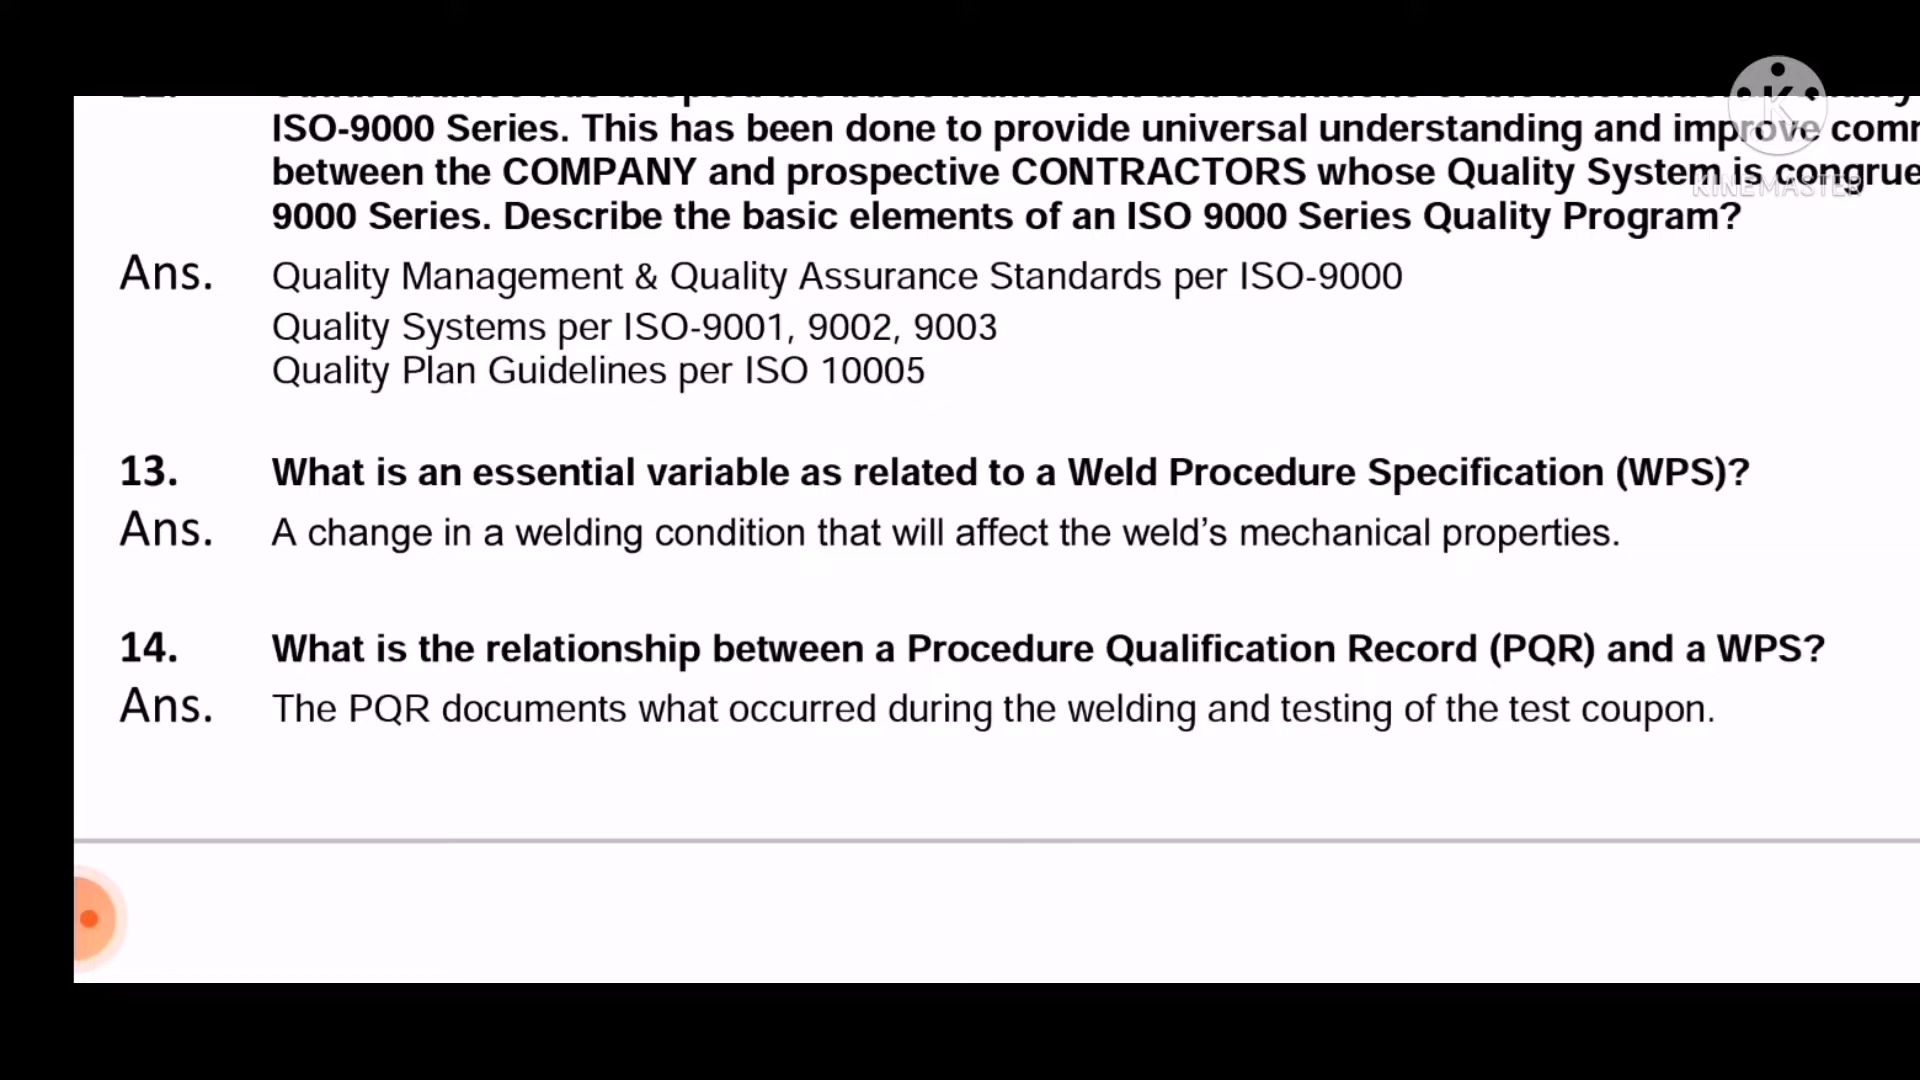 ISO-9000 Series. This has been done to provide universal understanding and improve
between the COMPANY and prospective CONTRACTORS whose Quality System is
9000 Series. Describe the basic elements of an ISO 9000 Series Quality Program?
Ans. Quality Management & Quality Assurance Standards per ISO-9000
Quality Systems per ISO-9001, 9002, 9003
Quality Plan Guidelines per ISO 10005
13. What is an essential variable as related to a Weld Procedure Specification (WPS)?
Ans. A change in a welding condition that will affect the weld’s mechanical properties.
14. What is the relationship between a Procedure Qualification Record (PQR) and a WPS?
Ans. The PQR documents what occurred during the welding and testing of the test coupon.
K
KINEMASTER